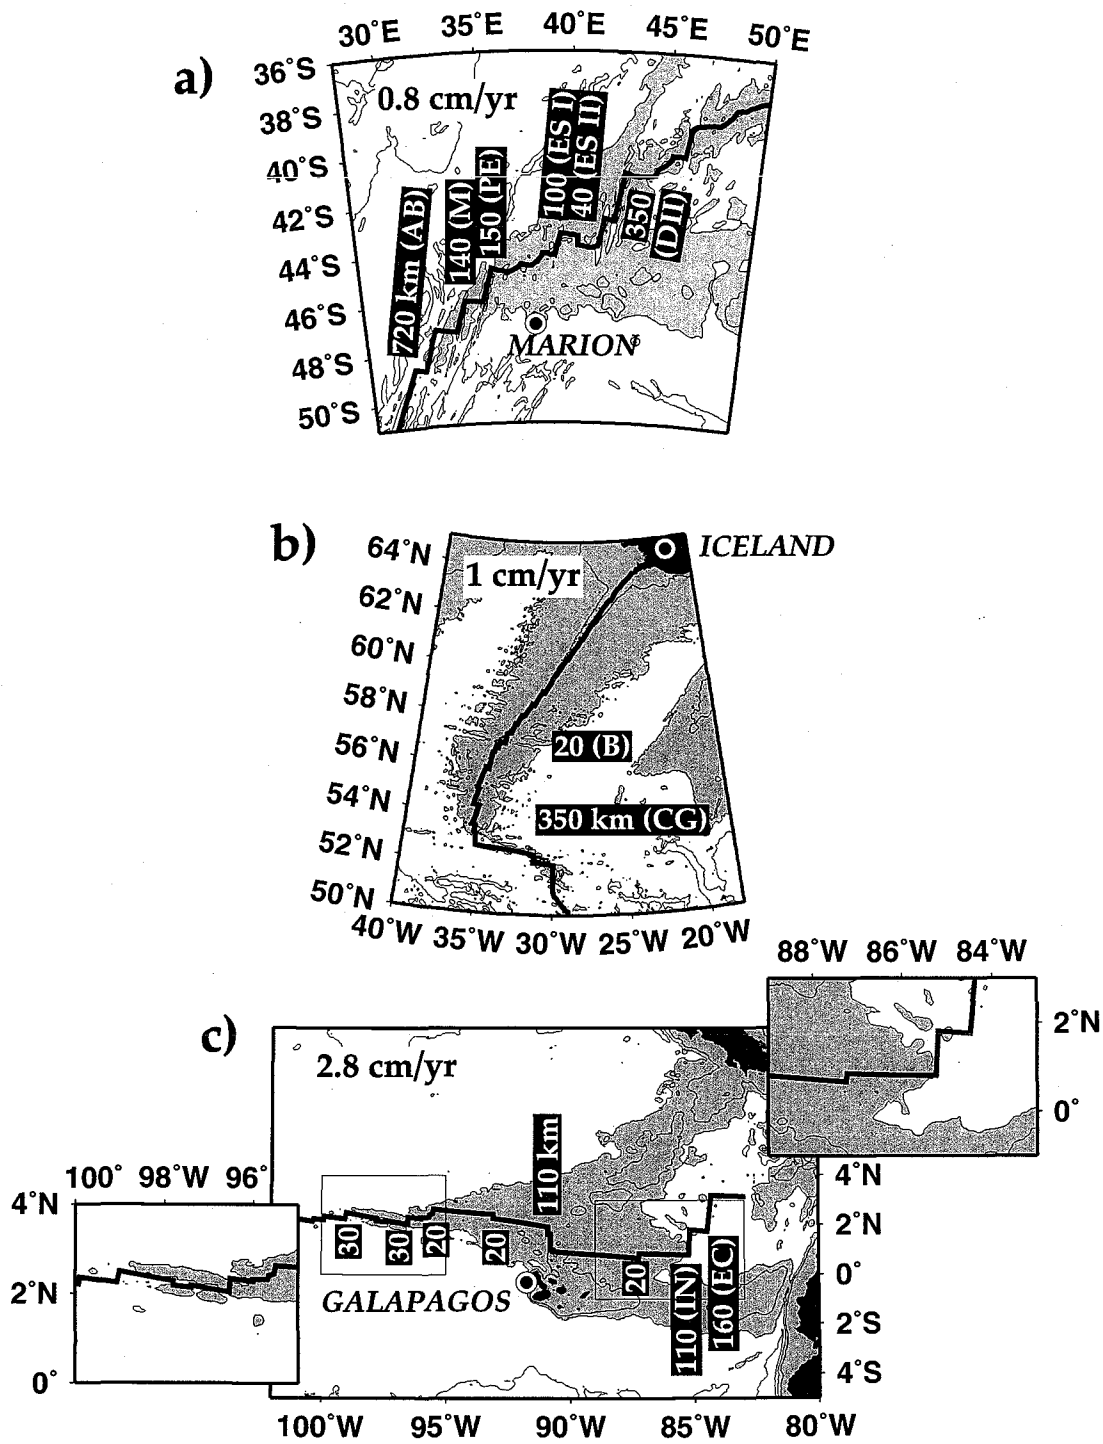 30°E 35°E 40°E 45°E 50°E
a)
36°S
38°S
40°S
42°S
44°S
46°S
48°S
50°S
0.8 cm/yr
720 km (AB)
140 (M)
150 (PE)
100 (ES I)
40 (ES II)
350
(DII)
MARION
b)
64°N
62°N
60°N
58°N
56°N
54°N
52°N
50°N
1 cm/yr
ICELAND
20 (B)
350 km (CG)
40°W 35°W 30°W 25°W 20°W
88°W 86°W 84°W
2°N
0°
c)
2.8 cm/yr
110 km
100° 98°W 96°
4°N
2°N
0°
30
30
20
20
20
110 (IN)
160 (EC)
GALAPAGOS
4°N
2°N
0°
2°S
4°S
100°W 95°W 90°W 85°W 80°W